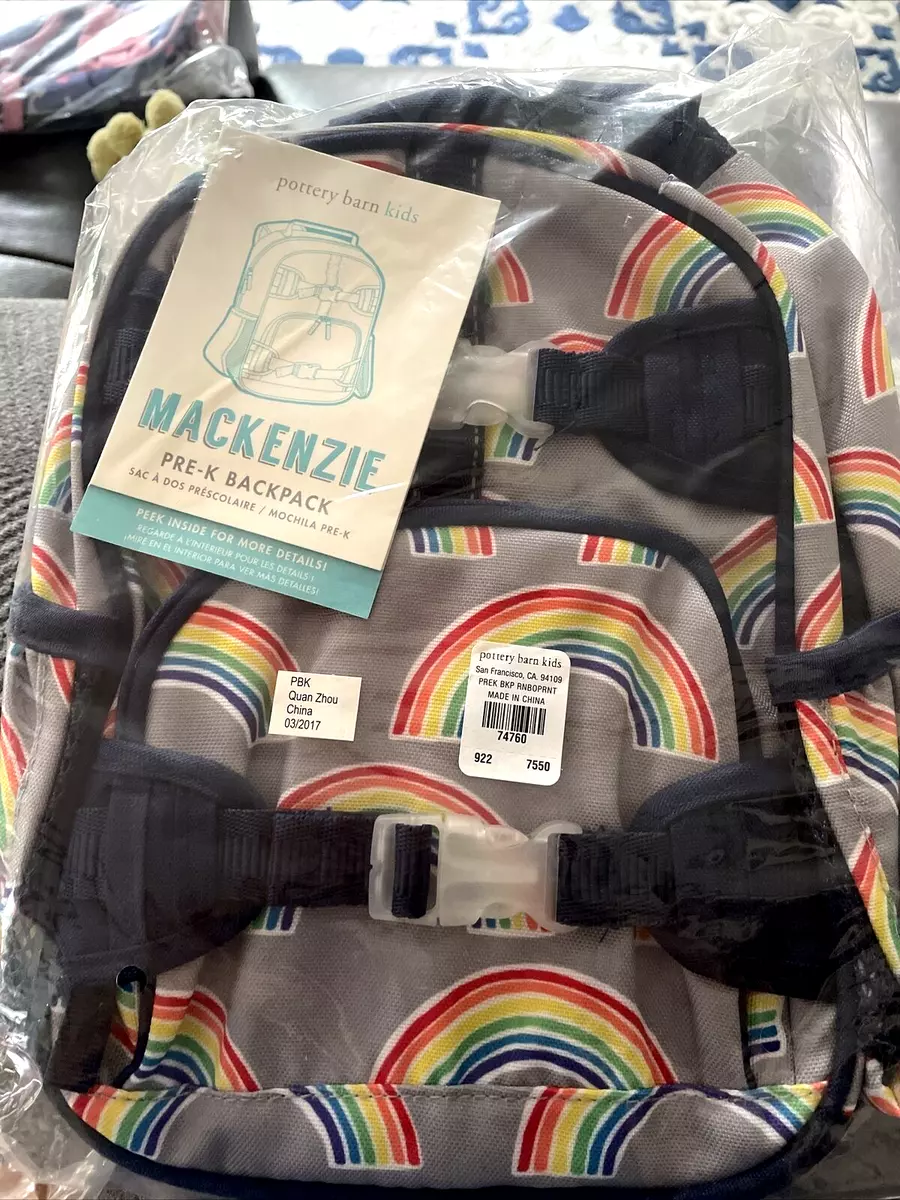 pottery barn kids
MACKENZIE
PRE-K BACKPACK
SAC À DOS PRÉSCOLAIRE / MOCHILA PRE-K
PEEK INSIDE FOR MORE DETAILS!
REGARDE À L'INTÉRIEUR POUR LES DÉTAILS !
¡MIRE EN EL INTERIOR PARA VER MÁS DETALLES!
PBK
Quan Zhou
China
03/2017
pottery barn kids
San Francisco, CA. 94109
PREK BKP RNBOPRNT
MADE IN CHINA
74760
922 7550